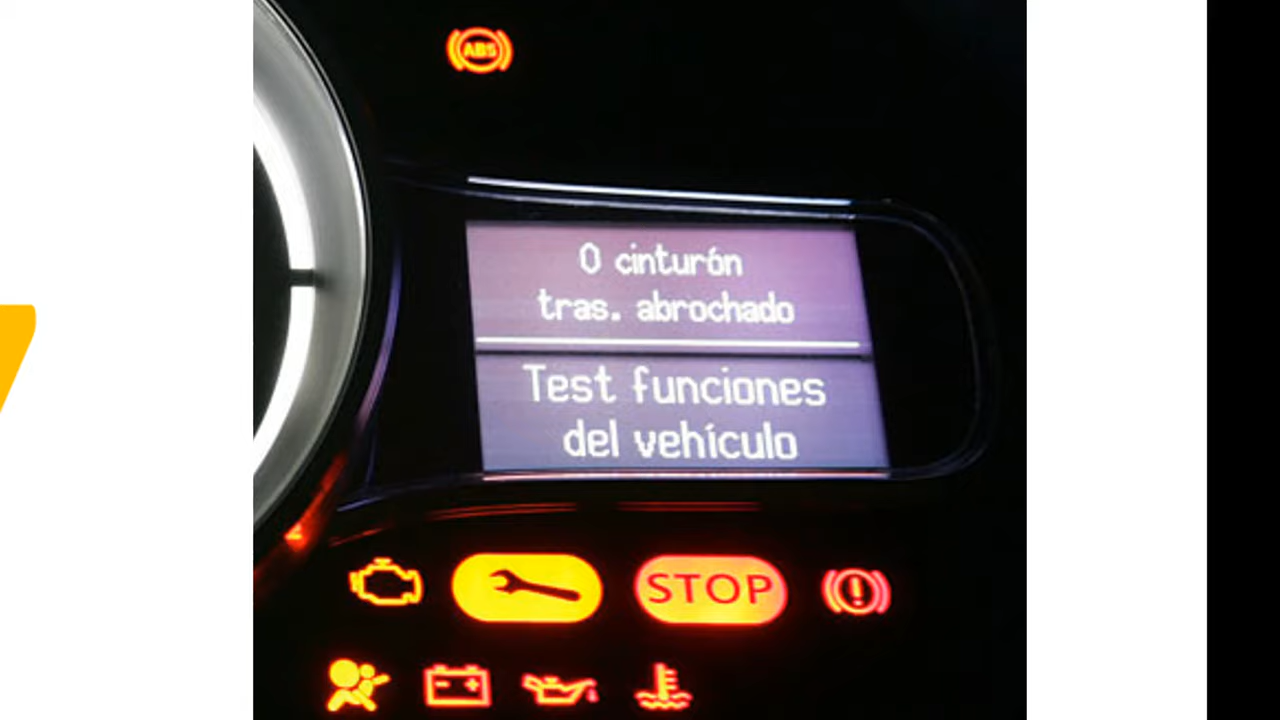 ABS
0 cinturón
tras. abrochado
Test funciones
del vehículo
STOP